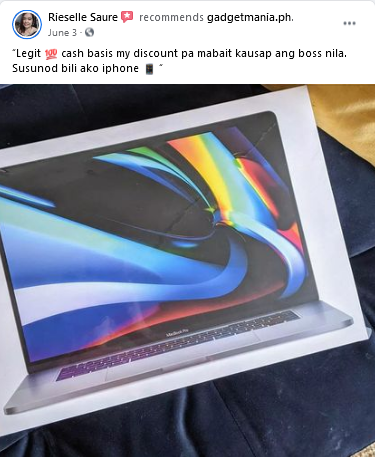 Rieselle Saure recommends gadgetmania.ph.
June 3 ·
"Legit 💯 cash basis my discount pa mabait kausap ang boss nila.
Susunod bili ako iphone 📱 "
MacBook Pro